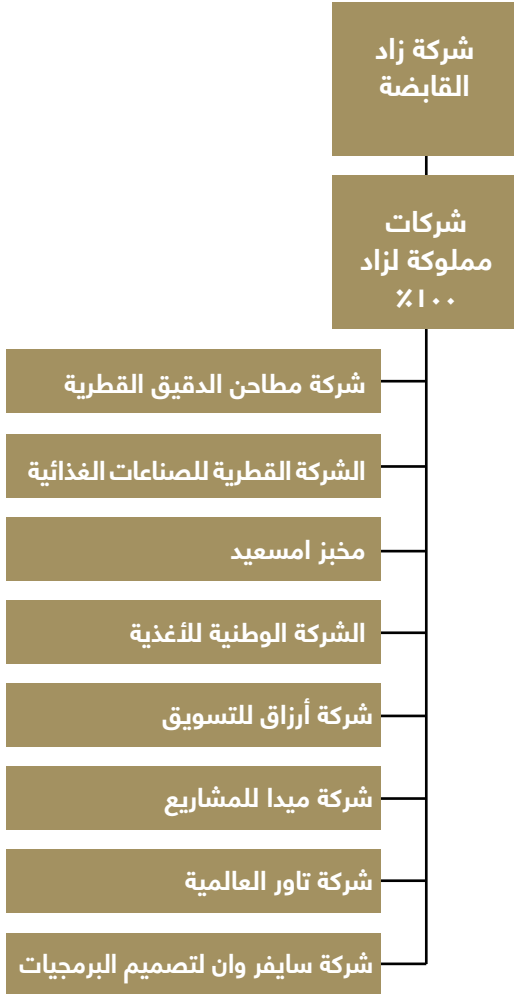 شركة زاد
القابضة
شركات
مملوكة لزاد
١٠٠٪
شركة مطاحن الدقيق القطرية
الشركة القطرية للصناعات الغذائية
مخبز امسعيد
الشركة الوطنية للأغذية
شركة أرزاق للتسويق
شركة ميدا للمشاريع
شركة تاور العالمية
شركة سايفر وان لتصميم البرمجيات